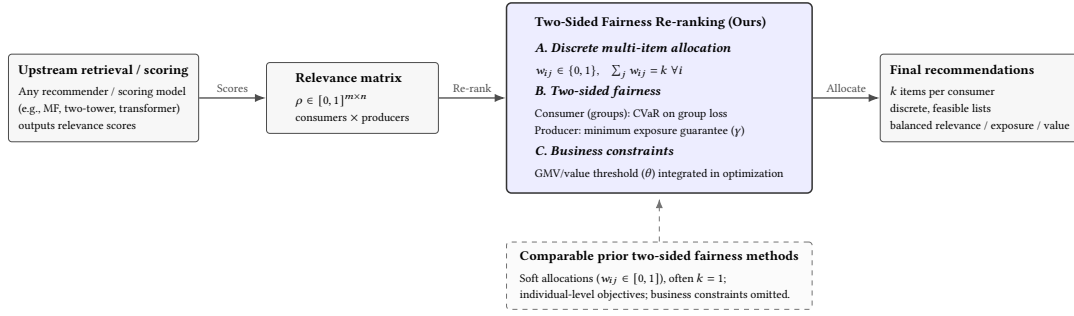 Upstream retrieval / scoring
Any recommender / scoring model
(e.g., MF, two-tower, transformer)
outputs relevance scores
Scores
Relevance matrix
ρ ∈ [0, 1]^{m×n}
consumers × producers
Re-rank
Two-Sided Fairness Re-ranking (Ours)
A. Discrete multi-item allocation
w_{ij} ∈ {0, 1},   ∑_j w_{ij} = k ∀i
B. Two-sided fairness
Consumer (groups): CVaR on group loss
Producer: minimum exposure guarantee (γ)
C. Business constraints
GMV/value threshold (θ) integrated in optimization
Allocate
Final recommendations
k items per consumer
discrete, feasible lists
balanced relevance / exposure / value
Comparable prior two-sided fairness methods
Soft allocations (w_{ij} ∈ [0, 1]), often k = 1;
individual-level objectives; business constraints omitted.